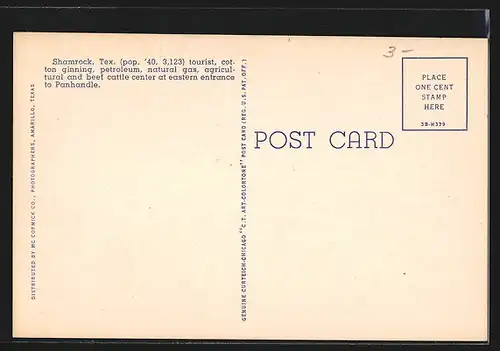 Shamrock, Tex. (pop. '40, 3,123) tourist, cot-
ton ginning, petroleum, natural gas, agricul-
tural and beef cattle center at eastern entrance
to Panhandle.
DISTRIBUTED BY MC CORMICK CO., PHOTOGRAPHERS, AMARILLO, TEXAS
GENUINE CURTEICH-CHICAGO "C.T. ART-COLORTONE" POST CARD (REG. U.S. PAT. OFF.)
POST CARD
3-
PLACE
ONE CENT
STAMP
HERE
3B-H379